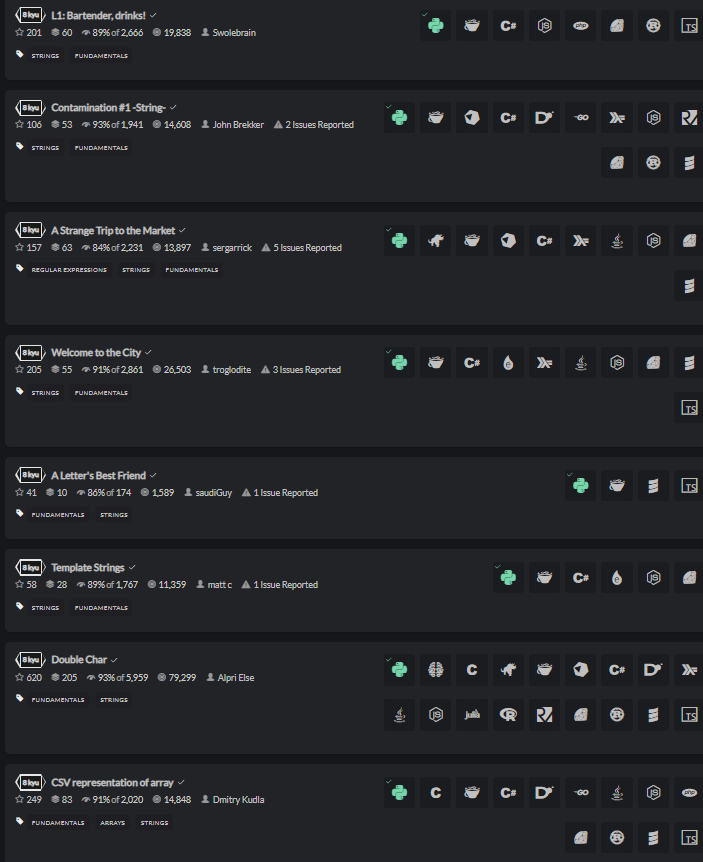 8 kyu L1: Bartender, drinks!
201 60 89% of 2,666 19,838 Swolebrain
STRINGS FUNDAMENTALS
C# JS php TS
8 kyu Contamination #1 -String-
106 53 93% of 1,941 14,608 John Brekker 2 Issues Reported
STRINGS FUNDAMENTALS
C# GO JS
8 kyu A Strange Trip to the Market
157 63 84% of 2,231 13,897 sergarrick 5 Issues Reported
REGULAR EXPRESSIONS STRINGS FUNDAMENTALS
C# JS
8 kyu Welcome to the City
205 55 91% of 2,861 26,503 troglodite 3 Issues Reported
STRINGS FUNDAMENTALS
C# JS
TS
8 kyu A Letter's Best Friend
41 10 86% of 174 1,589 saudiGuy 1 Issue Reported
FUNDAMENTALS STRINGS
TS
8 kyu Template Strings
58 28 89% of 1,767 11,359 matt c 1 Issue Reported
STRINGS FUNDAMENTALS
C# JS
8 kyu Double Char
620 205 93% of 5,959 79,299 Alpri Else
FUNDAMENTALS STRINGS
C C#
JS julia R TS
8 kyu CSV representation of array
249 83 91% of 2,020 14,848 Dmitry Kudla
FUNDAMENTALS ARRAYS STRINGS
C C# GO JS php
TS